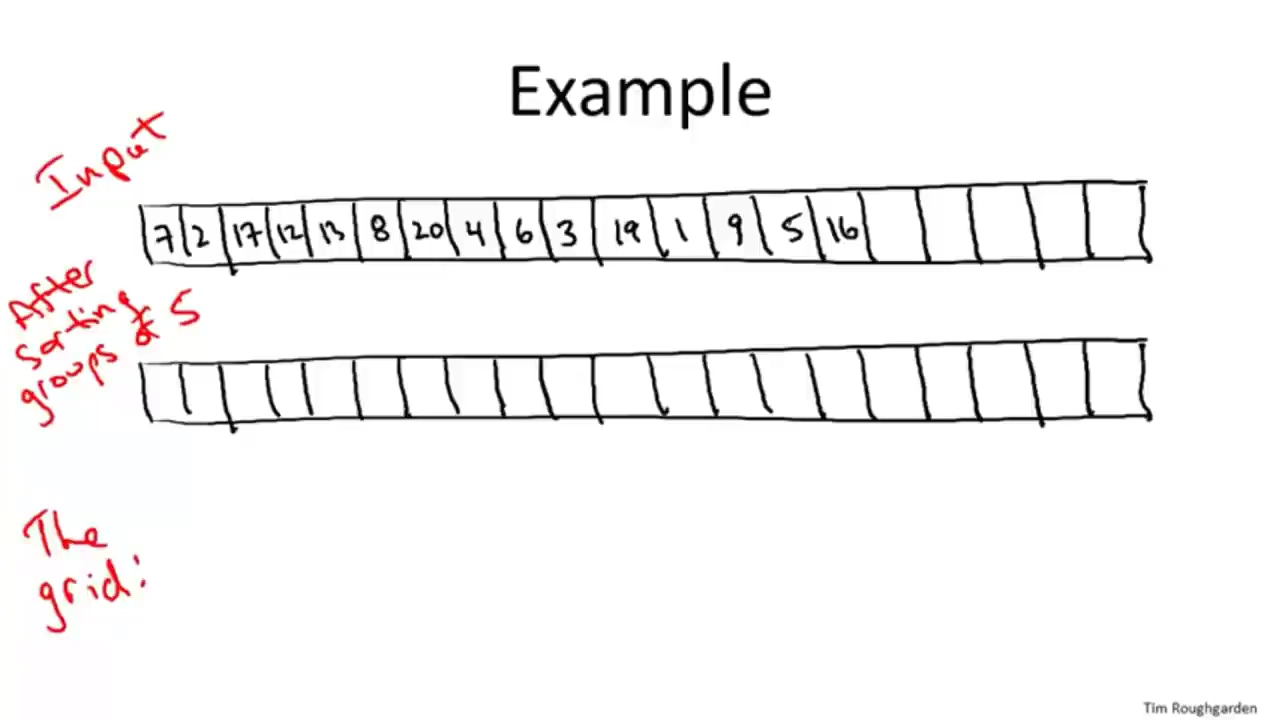 Example
Input
7 2 17 12 13 8 20 4 6 3 19 1 9 5 16
After
sorting
groups of 5
The
grid:
Tim Roughgarden